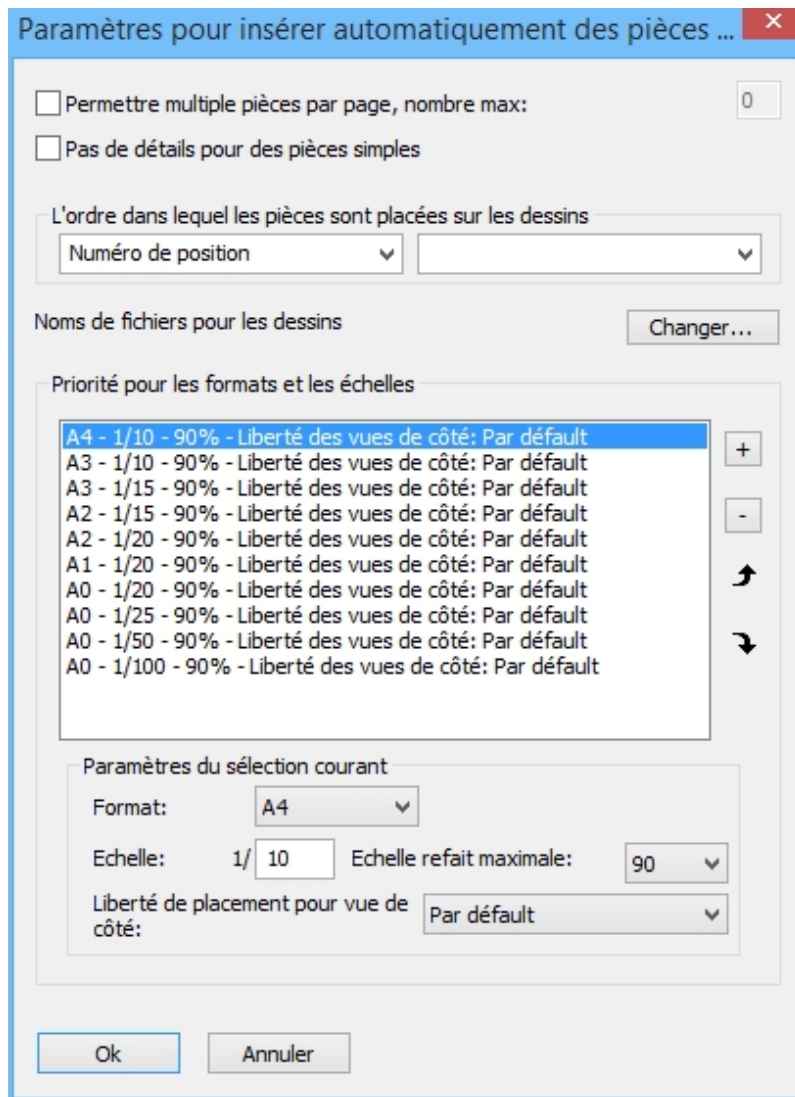 Paramètres pour insérer automatiquement des pièces ...
Permettre multiple pièces par page, nombre max: 0
Pas de détails pour des pièces simples
L'ordre dans lequel les pièces sont placées sur les dessins
Numéro de position
Noms de fichiers pour les dessins Changer...
Priorité pour les formats et les échelles
A4 - 1/10 - 90% - Liberté des vues de côté: Par défault
A3 - 1/10 - 90% - Liberté des vues de côté: Par défault
A3 - 1/15 - 90% - Liberté des vues de côté: Par défault
A2 - 1/15 - 90% - Liberté des vues de côté: Par défault
A2 - 1/20 - 90% - Liberté des vues de côté: Par défault
A1 - 1/20 - 90% - Liberté des vues de côté: Par défault
A0 - 1/20 - 90% - Liberté des vues de côté: Par défault
A0 - 1/25 - 90% - Liberté des vues de côté: Par défault
A0 - 1/50 - 90% - Liberté des vues de côté: Par défault
A0 - 1/100 - 90% - Liberté des vues de côté: Par défault
+
-
Paramètres du sélection courant
Format: A4
Echelle: 1/ 10 Echelle refait maximale: 90
Liberté de placement pour vue de
côté: Par défault
Ok Annuler